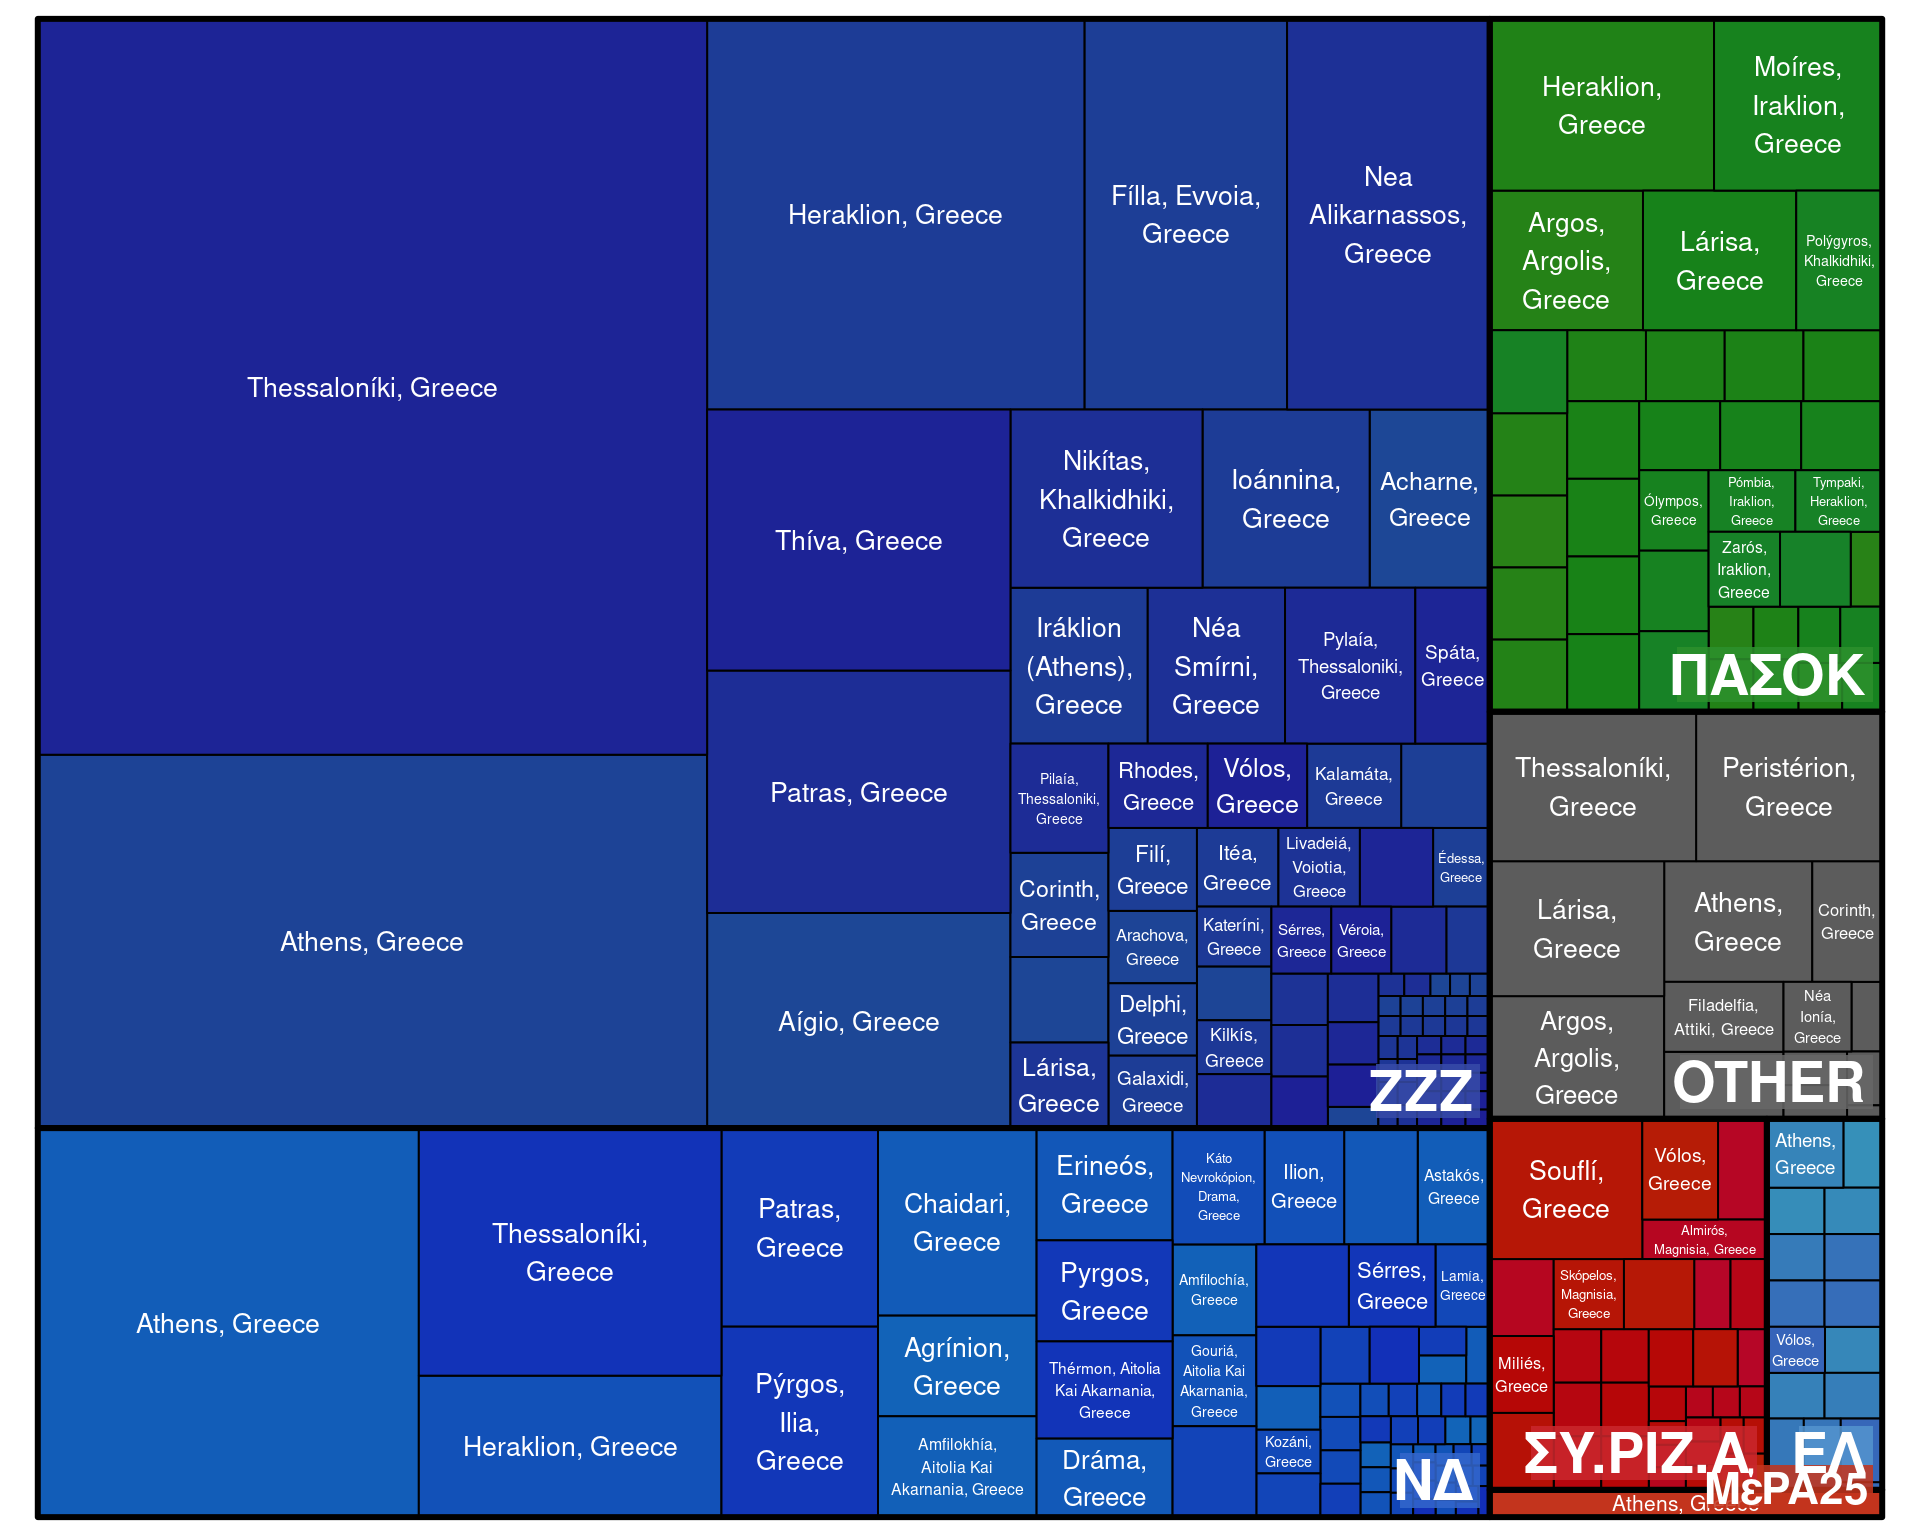 Thessaloníki, Greece
Athens, Greece
Heraklion, Greece
Fílla, Evvoia,
Greece
Nea
Alikarnassos,
Greece
Thíva, Greece
Patras, Greece
Aígio, Greece
Nikítas,
Khalkidhiki,
Greece
Ioánnina,
Greece
Acharne,
Greece
Iráklion
(Athens),
Greece
Néa
Smírni,
Greece
Pylaía,
Thessaloniki,
Greece
Spáta,
Greece
Pilaía,
Thessaloniki,
Greece
Rhodes,
Greece
Vólos,
Greece
Kalamáta,
Greece
Corinth,
Greece
Lárisa,
Greece
Filí,
Greece
Arachova,
Greece
Delphi,
Greece
Galaxidi,
Greece
Itéa,
Greece
Livadeiá,
Voiotia,
Greece
Édessa,
Greece
Kateríni,
Greece
Sérres,
Greece
Véroia,
Greece
Kilkís,
Greece
ZZZ
Athens, Greece
Thessaloníki,
Greece
Heraklion, Greece
Patras,
Greece
Pýrgos,
Ilia,
Greece
Chaidari,
Greece
Agrínion,
Greece
Amfilokhía,
Aitolia Kai
Akarnania, Greece
Erineós,
Greece
Pyrgos,
Greece
Thérmon, Aitolia
Kai Akarnania,
Greece
Dráma,
Greece
Káto
Nevrokópion,
Drama,
Greece
Ilion,
Greece
Astakós,
Greece
Amfilochía,
Greece
Gouriá,
Aitolia Kai
Akarnania,
Greece
Sérres,
Greece
Lamía,
Greece
Kozáni,
Greece
ΝΔ
Heraklion,
Greece
Moíres,
Iraklion,
Greece
Argos,
Argolis,
Greece
Lárisa,
Greece
Polýgyros,
Khalkidhiki,
Greece
Ólympos,
Greece
Pómbia,
Iraklion,
Greece
Tympaki,
Heraklion,
Greece
Zarós,
Iraklion,
Greece
ΠΑΣΟΚ
Thessaloníki,
Greece
Peristérion,
Greece
Lárisa,
Greece
Athens,
Greece
Corinth,
Greece
Argos,
Argolis,
Greece
Filadelfia,
Attiki, Greece
Néa
Ionía,
Greece
OTHER
Souflí,
Greece
Vólos,
Greece
Almirós,
Magnisia, Greece
Skópelos,
Magnisia,
Greece
Miliés,
Greece
ΣΥ.ΡΙΖ.Α.
Athens,
Greece
Vólos,
Greece
ΕΛ
Athens, Greece
ΜέΡΑ25